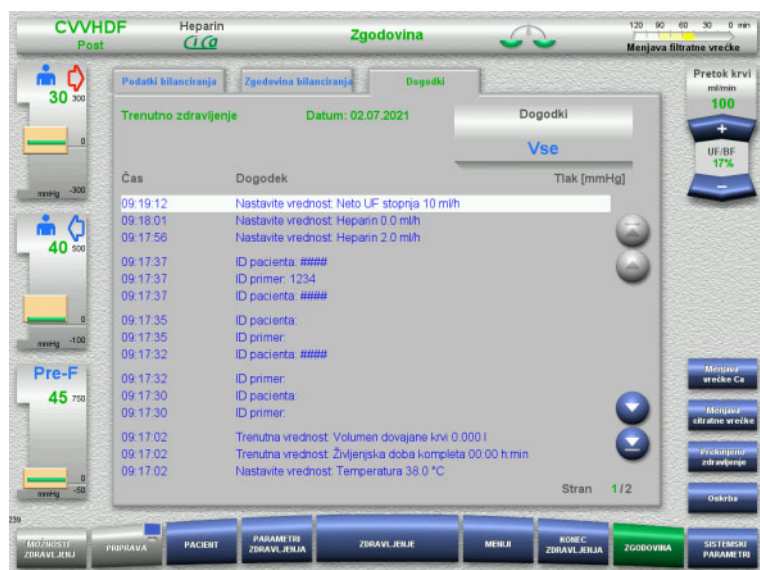 CVVHDF
Post
Heparin
Ci Ca
Zgodovina
120 90 60 30 0 min
Menjava filtratne vrečke
30 300
0
mmHg -300
40 500
0
mmHg -100
Pre-F
45 750
0
mmHg -50
Podatki bilanciranja
Zgodovina bilanciranja
Dogodki
Trenutno zdravljenje
Datum: 02.07.2021
Dogodki
Vse
Čas Dogodek Tlak [mmHg]
09:19:12 Nastavite vrednost: Neto UF stopnja 10 ml/h
09:18:01 Nastavite vrednost: Heparin 0.0 ml/h
09:17:56 Nastavite vrednost: Heparin 2.0 ml/h
09:17:37 ID pacienta: ####
09:17:37 ID primer: 1234
09:17:37 ID pacienta: ####
09:17:35 ID pacienta:
09:17:35 ID primer:
09:17:32 ID pacienta: ####
09:17:32 ID primer:
09:17:30 ID pacienta:
09:17:30 ID primer:
09:17:02 Trenutna vrednost: Volumen dovajane krvi 0.000 l
09:17:02 Trenutna vrednost: Življenjska doba kompleta 00:00 h:min
09:17:02 Nastavite vrednost: Temperatura 38.0 °C
Stran 1 / 2
Pretok krvi
ml/min
100
+
UF/BF
17%
−
Menjava
vrečke Ca
Menjava
citratne vrečke
Prekinjeno
zdravljenje
Oskrba
239
MOŽNOSTI
ZDRAVLJENJ
PRIPRAVA
PACIENT
PARAMETRI
ZDRAVLJENJA
ZDRAVLJENJE
MENIJI
KONEC
ZDRAVLJENJA
ZGODOVINA
SISTEMSKI
PARAMETRI